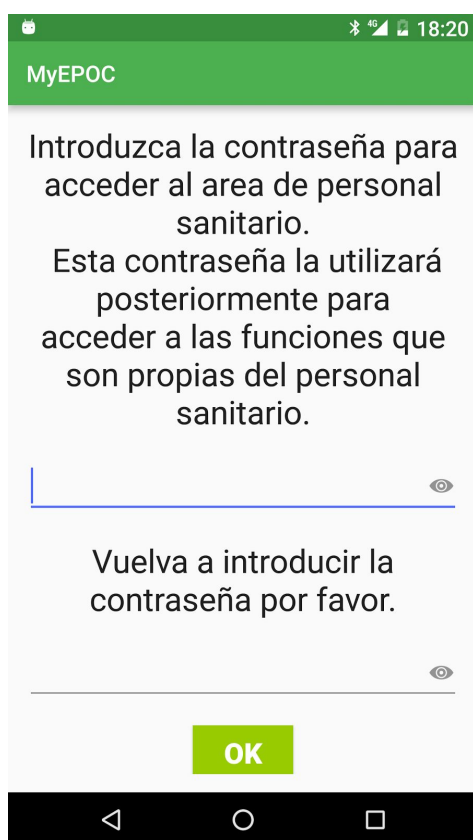 4G 18:20
MyEPOC
Introduzca la contraseña para
acceder al area de personal
sanitario.
Esta contraseña la utilizará
posteriormente para
acceder a las funciones que
son propias del personal
sanitario.
Vuelva a introducir la
contraseña por favor.
OK